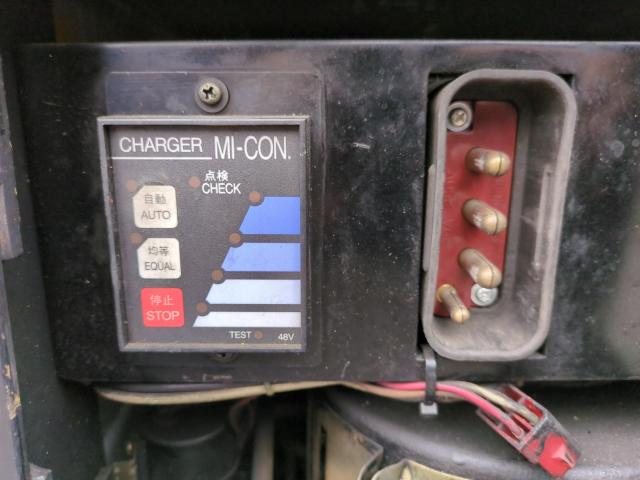 CHARGER MI-CON.
点検
CHECK
自動
AUTO
均等
EQUAL
停止
STOP
TEST
48V